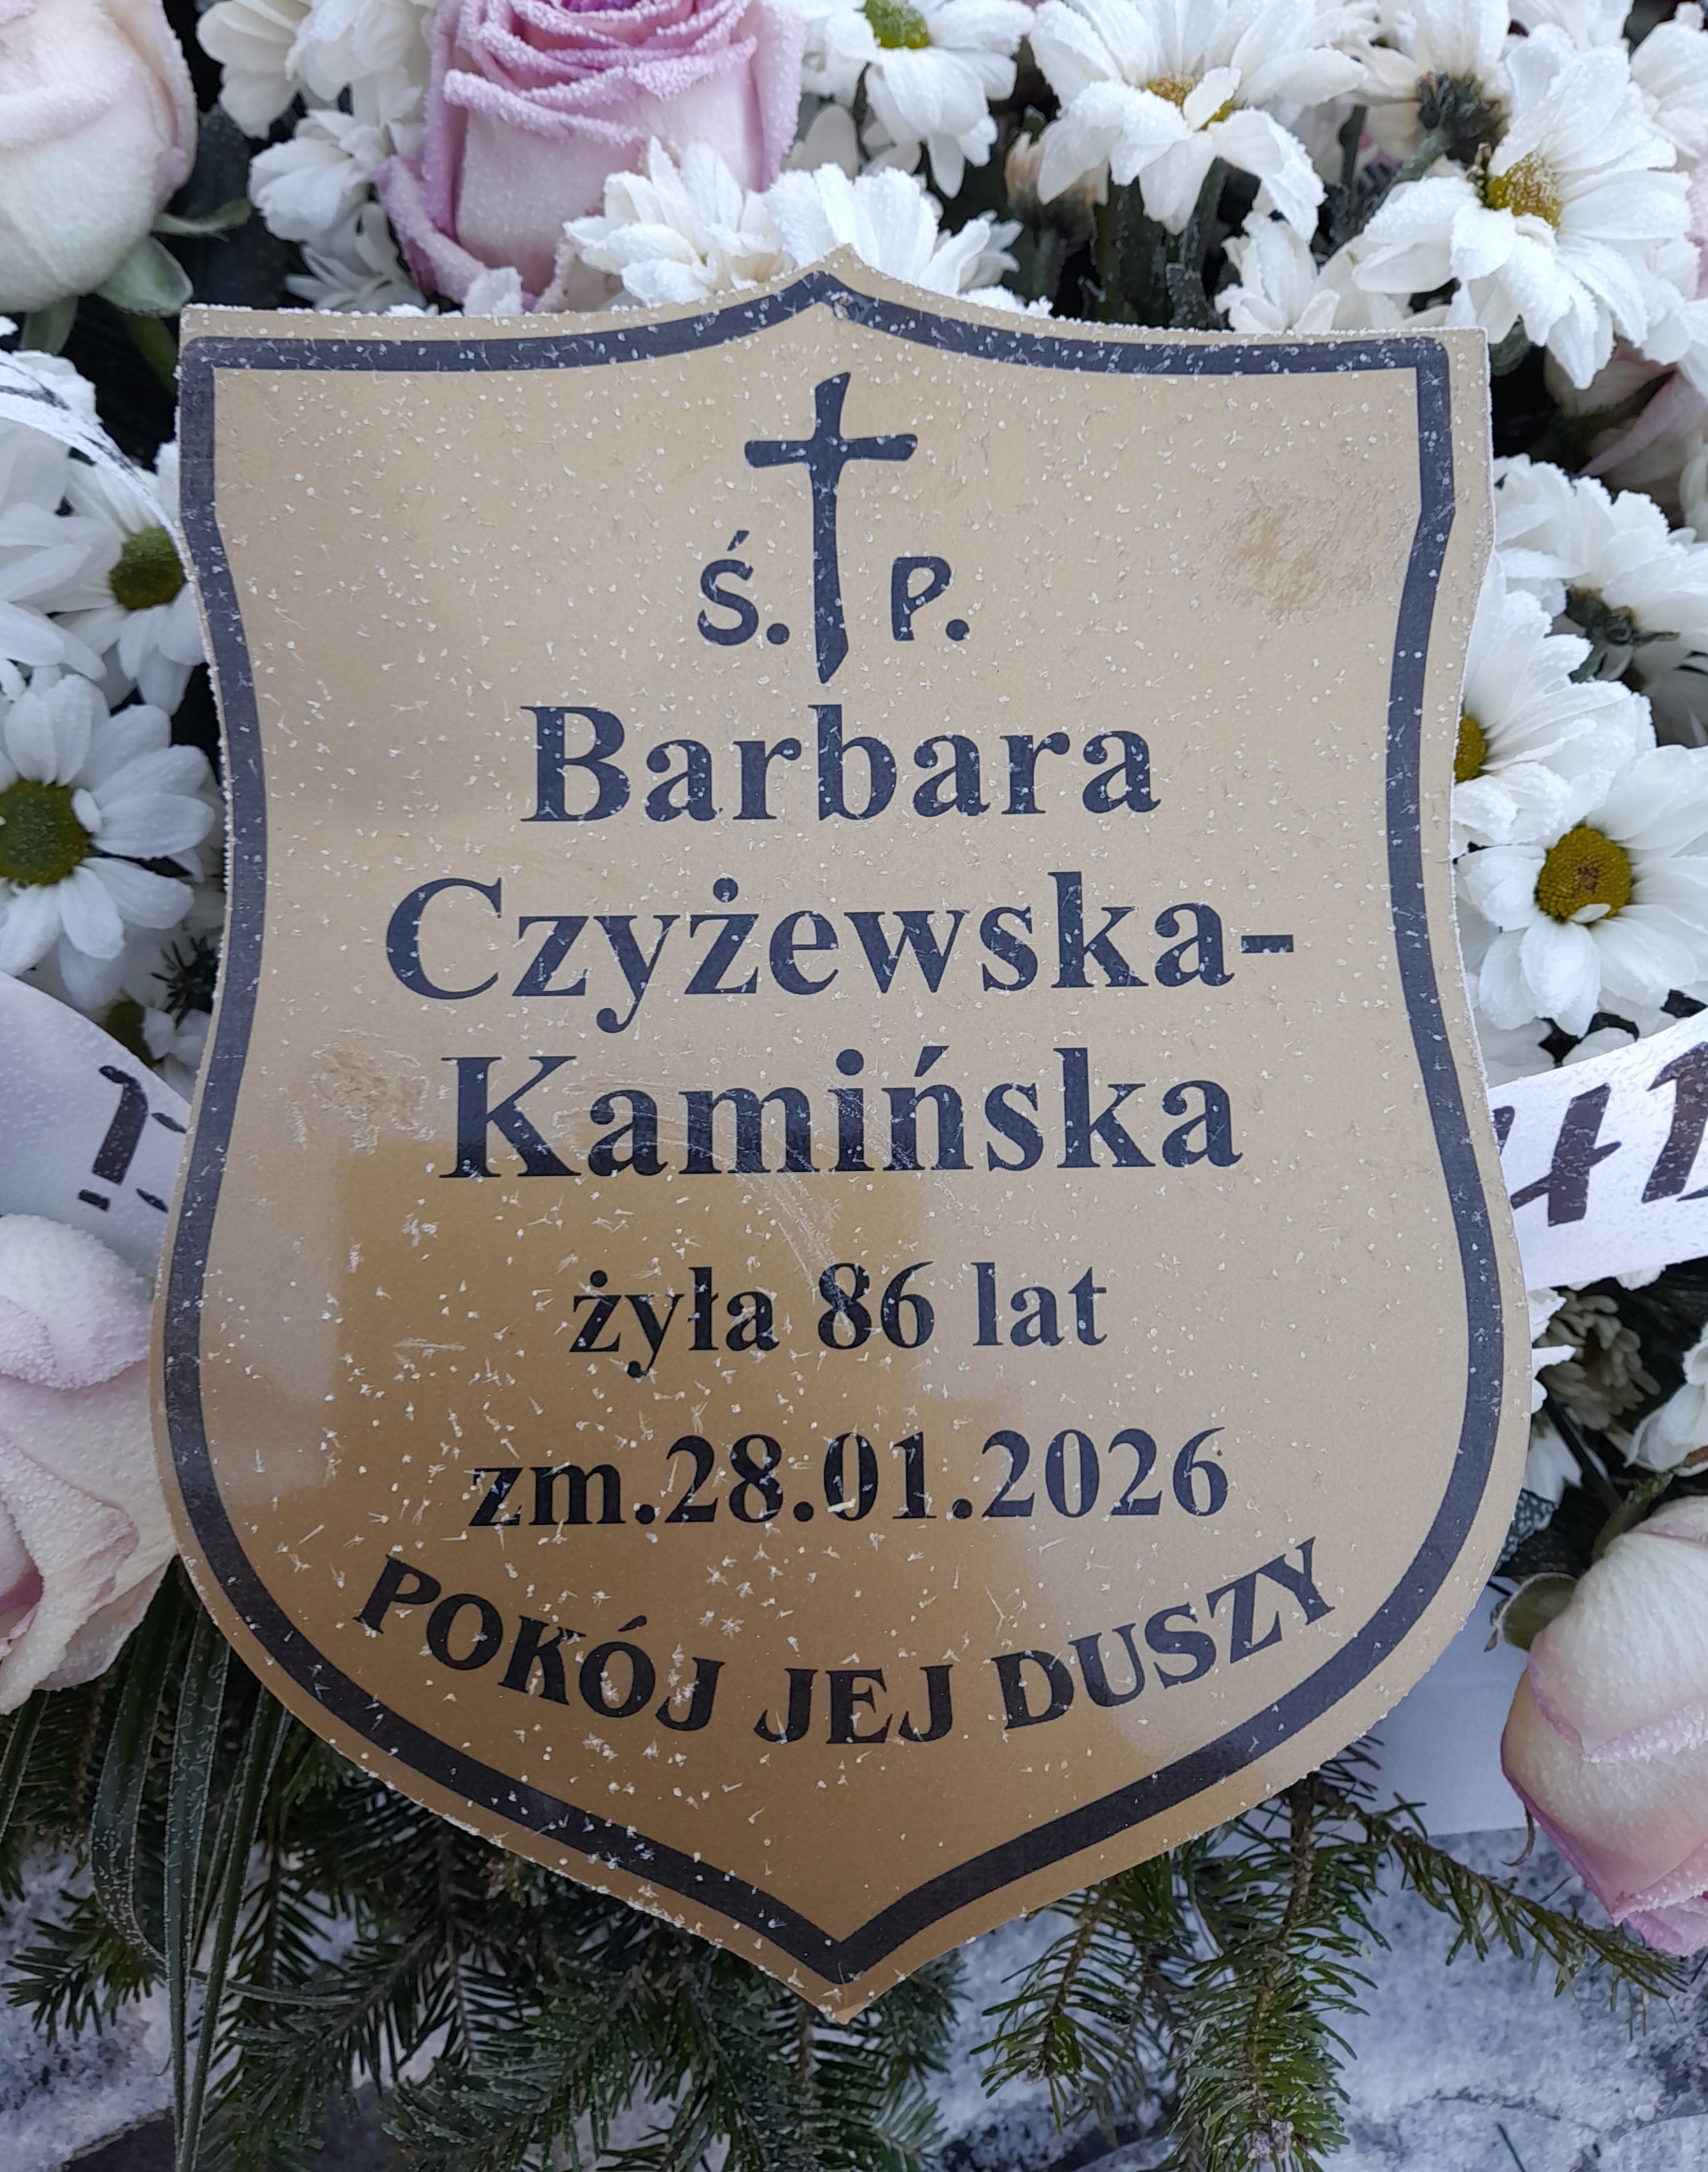 Ś. P.
Barbara
Czyżewska-
Kamińska
żyła 86 lat
zm.28.01.2026
POKÓJ JEJ DUSZY